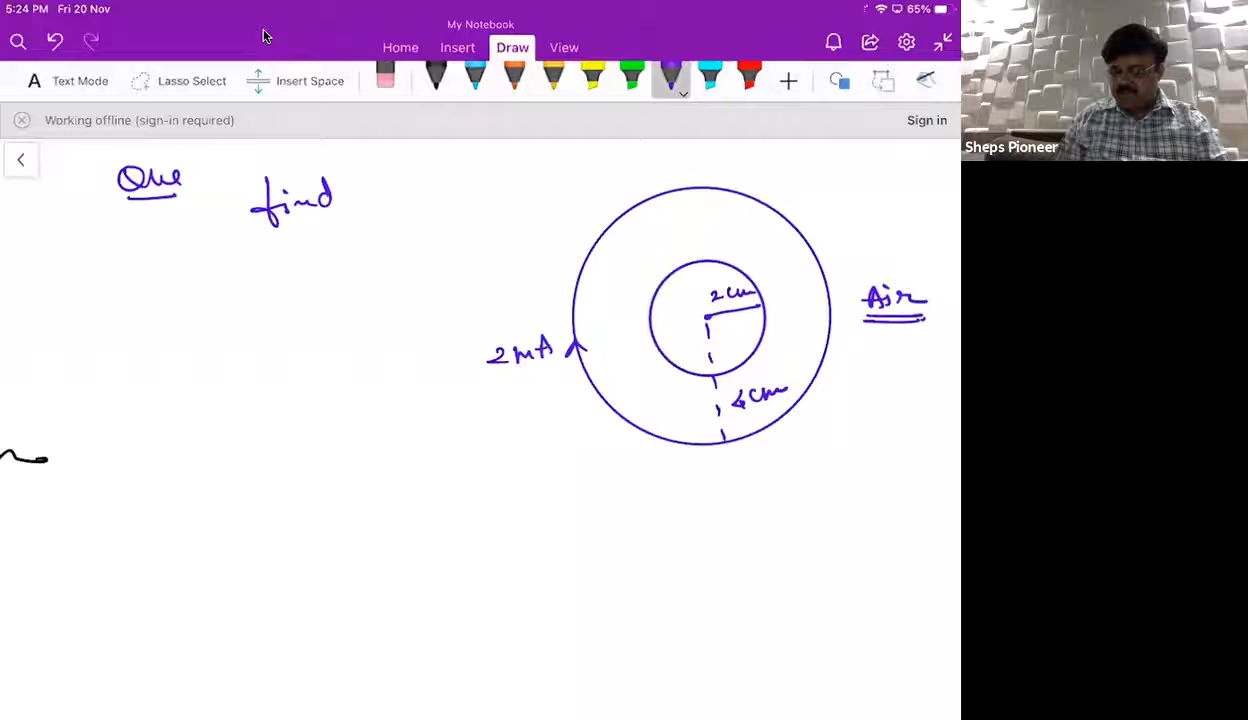 5:24 PM Fri 20 Nov
65%
My Notebook
Home Insert Draw View
Text Mode Lasso Select Insert Space
Working offline (sign-in required) Sign in
Sheps Pioneer
Que
find
2cm
Air
2mA
4cm